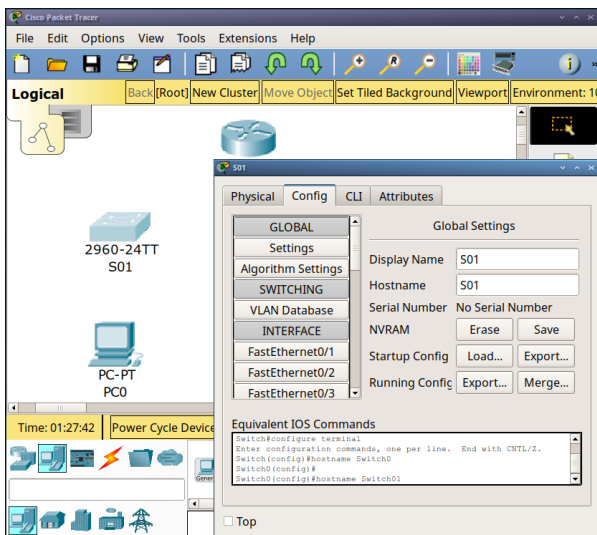 Cisco Packet Tracer
File Edit Options View Tools Extensions Help
Logical
Back [Root] New Cluster Move Object Set Tiled Background Viewport Environment: 10
2960-24TT
S01
PC-PT
PC0
S01
Physical Config CLI Attributes
GLOBAL
Settings
Algorithm Settings
SWITCHING
VLAN Database
INTERFACE
FastEthernet0/1
FastEthernet0/2
FastEthernet0/3
Global Settings
Display Name S01
Hostname S01
Serial Number No Serial Number
NVRAM Erase Save
Startup Config Load... Export...
Running Config Export... Merge...
Equivalent IOS Commands
Switch#configure terminal
Enter configuration commands, one per line. End with CNTL/Z.
Switch(config)#hostname Switch0
Switch0(config)#
Switch0(config)#hostname Switch01
Top
Time: 01:27:42 Power Cycle Device
Gener